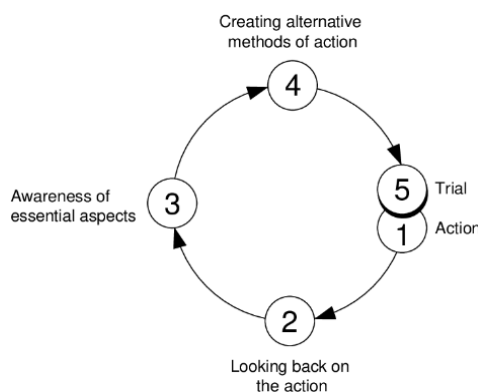 Creating alternative
methods of action
4
5
Trial
Awareness of
essential aspects
3
1
Action
2
Looking back on
the action